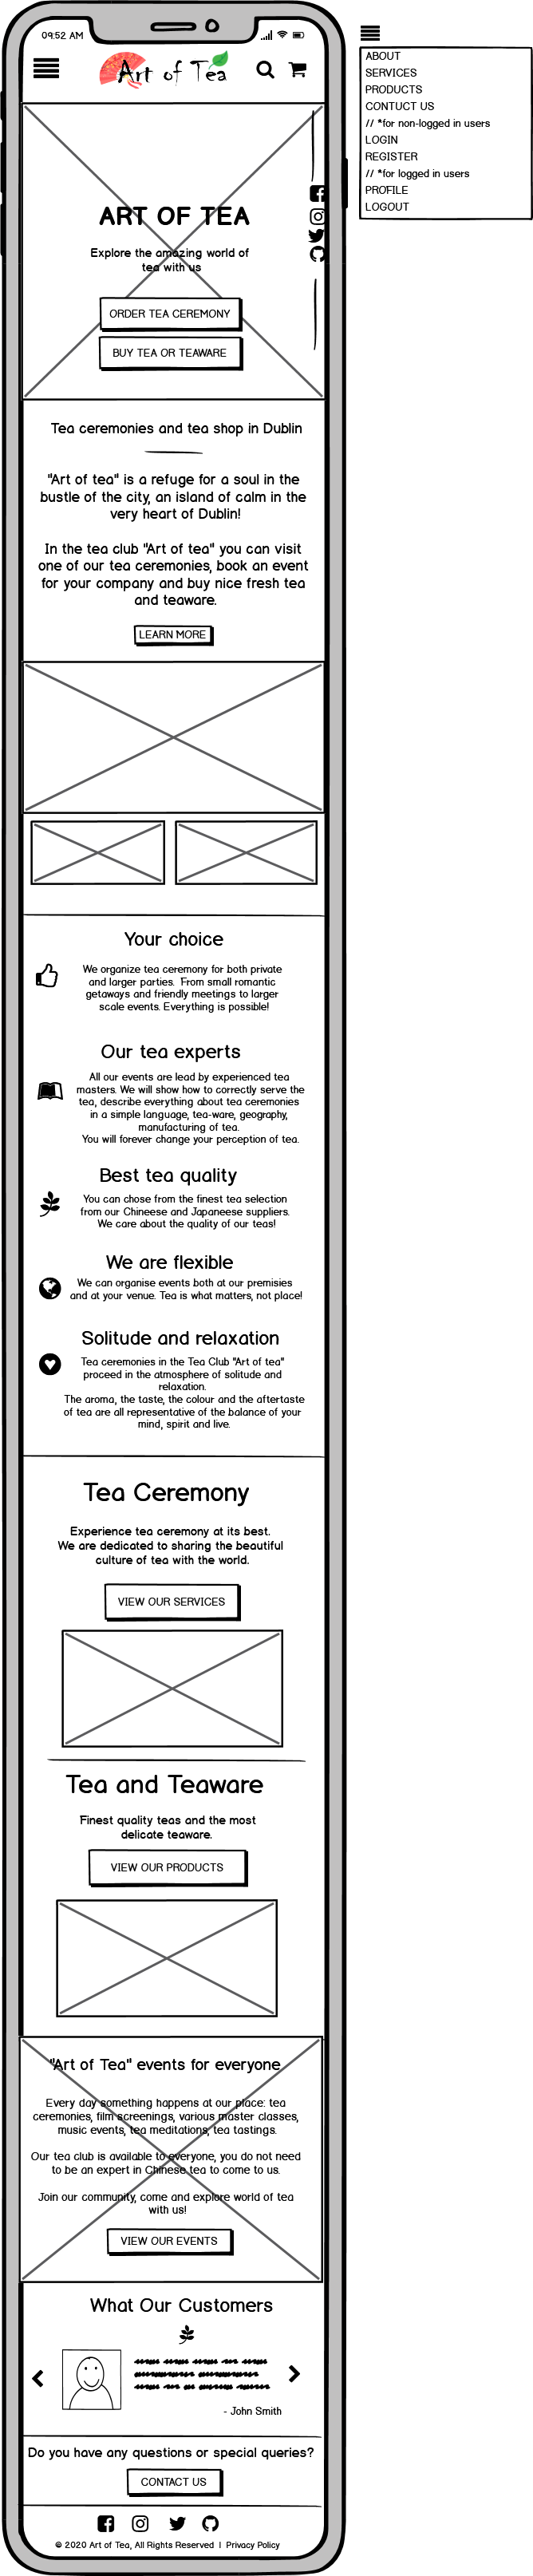 09:52 AM
Art of Tea
ABOUT
SERVICES
PRODUCTS
CONTUCT US
// *for non-logged in users
LOGIN
REGISTER
// *for logged in users
PROFILE
LOGOUT
ART OF TEA
Explore the amazing world of
tea with us
ORDER TEA CEREMONY
BUY TEA OR TEAWARE
Tea ceremonies and tea shop in Dublin
"Art of tea" is a refuge for a soul in the
bustle of the city, an island of calm in the
very heart of Dublin!
In the tea club "Art of tea" you can visit
one of our tea ceremonies, book an event
for your company and buy nice fresh tea
and teaware.
LEARN MORE
Your choice
We organize tea ceremony for both private
and larger parties. From small romantic
getaways and friendly meetings to larger
scale events. Everything is possible!
Our tea experts
All our events are lead by experienced tea
masters. We will show how to correctly serve the
tea, describe everything about tea ceremonies
in a simple language, tea-ware, geography,
manufacturing of tea.
You will forever change your perception of tea.
Best tea quality
You can chose from the finest tea selection
from our Chineese and Japaneese suppliers.
We care about the quality of our teas!
We are flexible
We can organise events both at our premisies
and at your venue. Tea is what matters, not place!
Solitude and relaxation
Tea ceremonies in the Tea Club "Art of tea"
proceed in the atmosphere of solitude and
relaxation.
The aroma, the taste, the colour and the aftertaste
of tea are all representative of the balance of your
mind, spirit and live.
Tea Ceremony
Experience tea ceremony at its best.
We are dedicated to sharing the beautiful
culture of tea with the world.
VIEW OUR SERVICES
Tea and Teaware
Finest quality teas and the most
delicate teaware.
VIEW OUR PRODUCTS
"Art of Tea" events for everyone
Every day something happens at our place: tea
ceremonies, film screenings, various master classes,
music events, tea meditations, tea tastings.
Our tea club is available to everyone, you do not need
to be an expert in Chinese tea to come to us.
Join our community, come and explore world of tea
with us!
VIEW OUR EVENTS
What Our Customers
- John Smith
Do you have any questions or special queries?
CONTACT US
© 2020 Art of Tea, All Rights Reserved | Privacy Policy